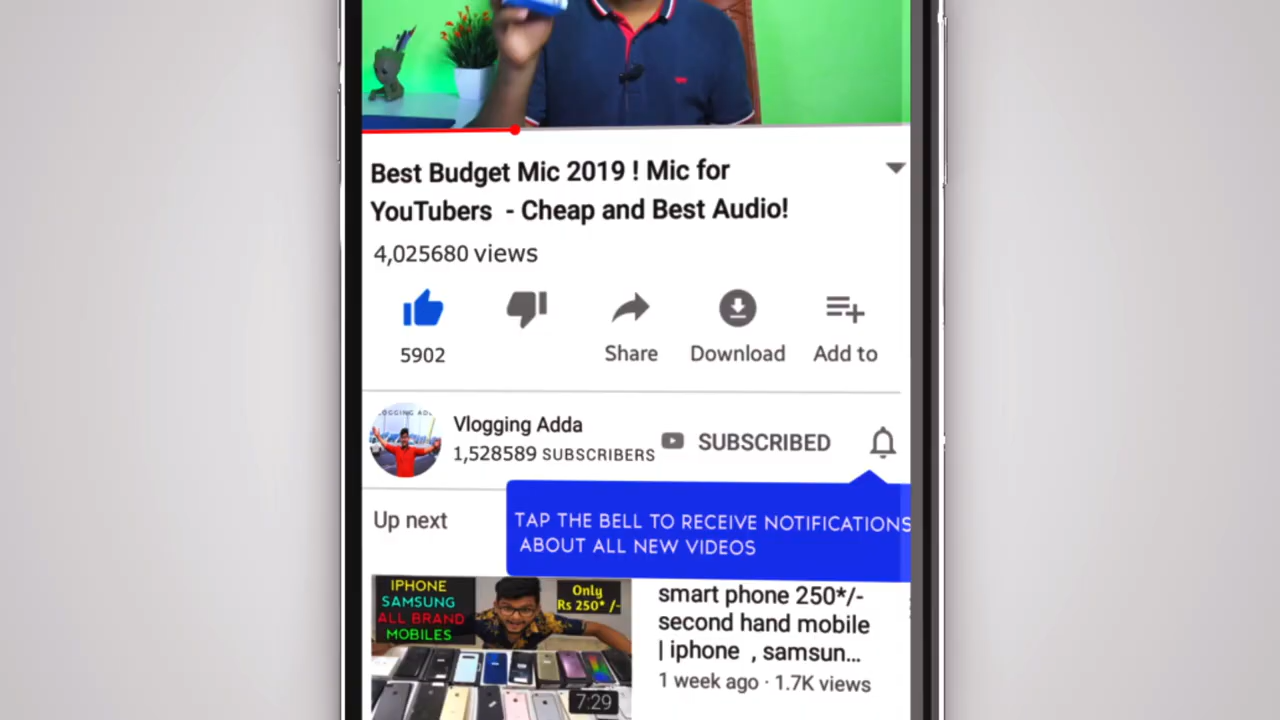 Best Budget Mic 2019 ! Mic for
YouTubers - Cheap and Best Audio!
4,025680 views
5902
Share
Download
Add to
Vlogging Adda
1,528589 SUBSCRIBERS
SUBSCRIBED
TAP THE BELL TO RECEIVE NOTIFICATIONS
ABOUT ALL NEW VIDEOS
Up next
IPHONE
SAMSUNG
ALL BRAND
MOBILES
Only
Rs 250* /-
7:29
smart phone 250*/-
second hand mobile
| iphone , samsun...
1 week ago · 1.7K views